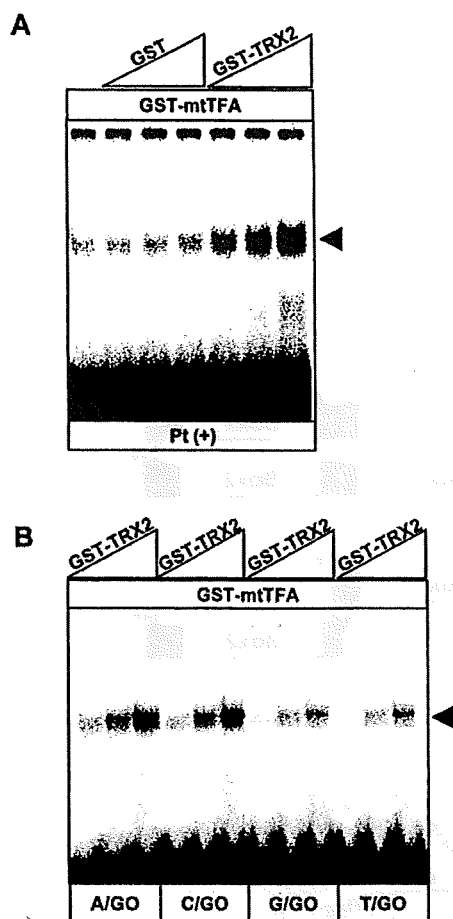 A
GST
GST-TRX2
GST-mtTFA
Pt (+)
B
GST-TRX2 GST-TRX2 GST-TRX2 GST-TRX2
GST-mtTFA
A/GO C/GO G/GO T/GO